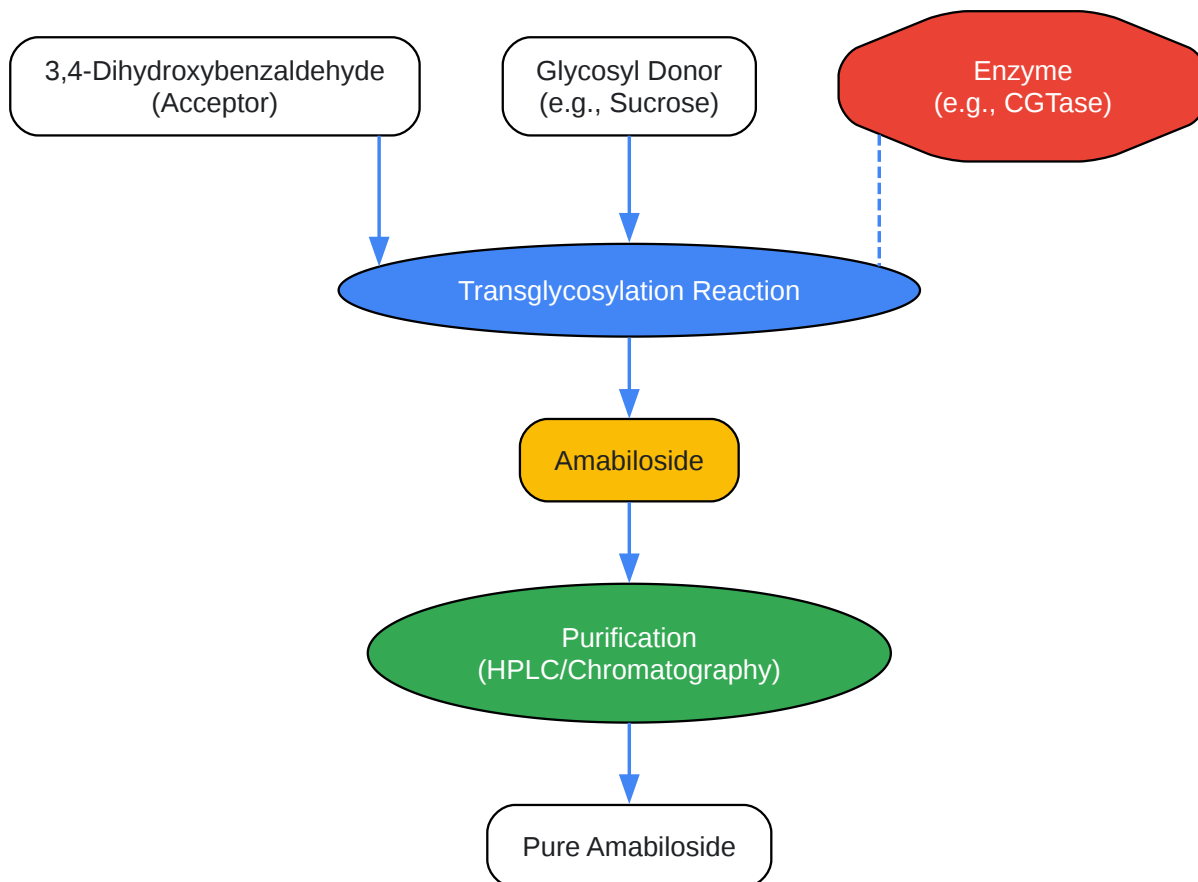 3,4-Dihydroxybenzaldehyde
(Acceptor)
Glycosyl Donor
(e.g., Sucrose)
Enzyme
(e.g., CGTase)
Transglycosylation Reaction
Amabiloside
Purification
(HPLC/Chromatography)
Pure Amabiloside